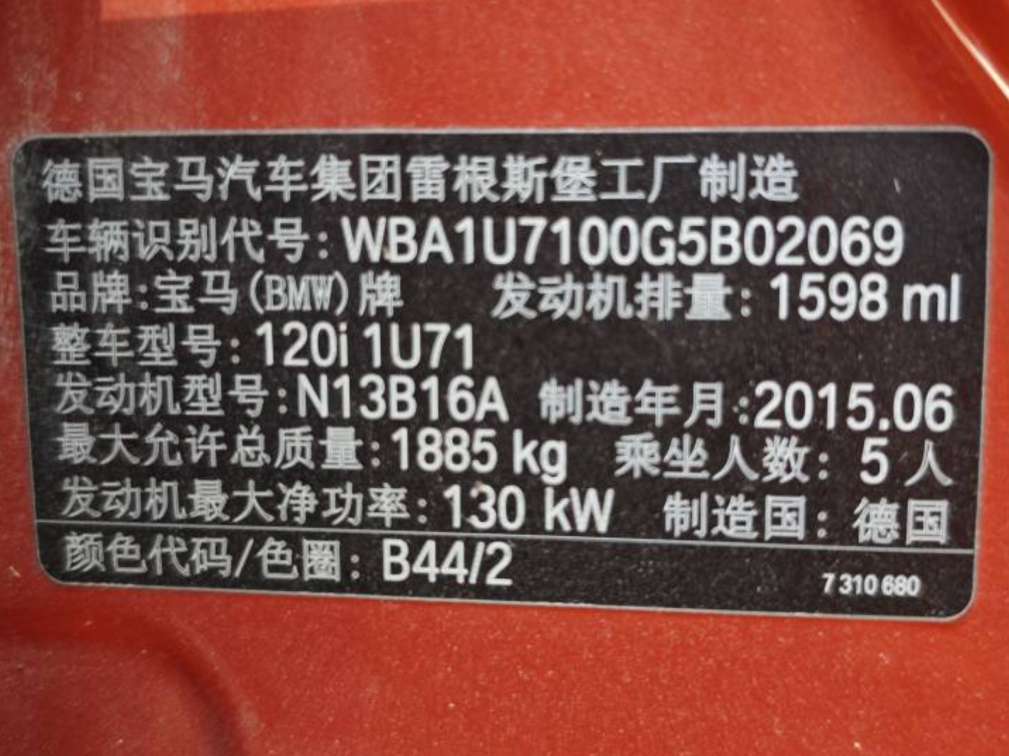 德国宝马汽车集团雷根斯堡工厂制造
车辆识别代号: WBA1U7100G5B02069
品牌:宝马(BMW)牌 发动机排量: 1598 ml
整车型号: 120i 1U71
发动机型号:N13B16A 制造年月:2015.06
最大允许总质量:1885 kg 乘坐人数: 5 人
发动机最大净功率: 130 kW 制造国: 德国
颜色代码/色圈: B44/2 7 310 680